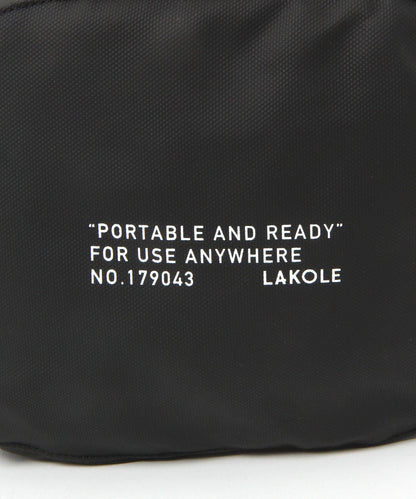 “PORTABLE AND READY”
FOR USE ANYWHERE
NO.179043 LAKOLE